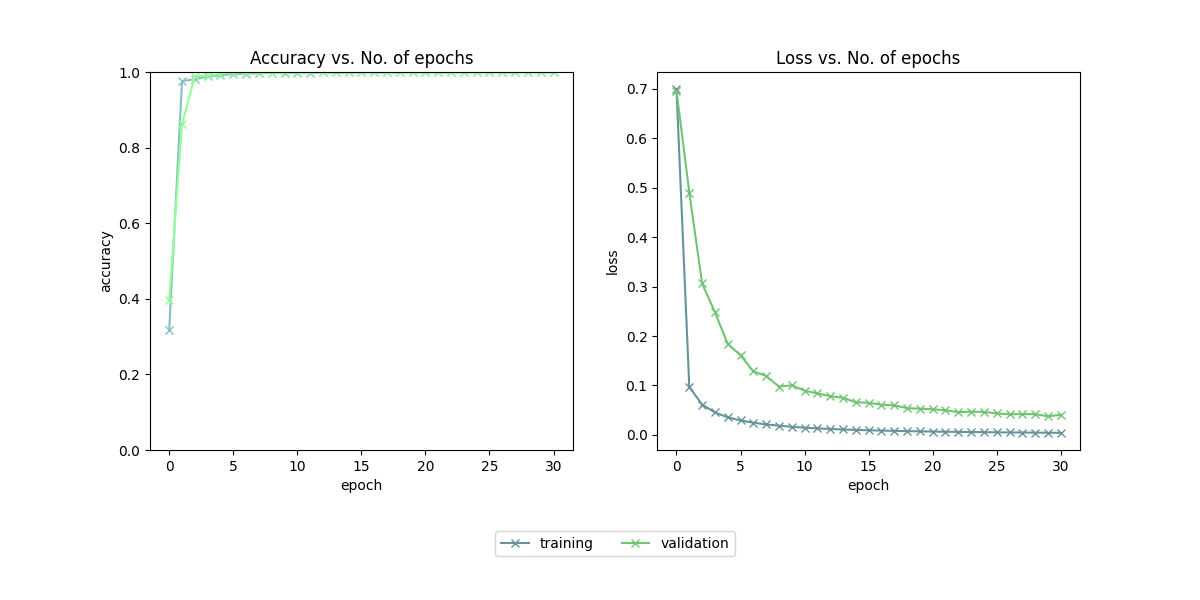 Accuracy vs. No. of epochs
1.0
0.8
0.6
0.4
0.2
0.0
accuracy
0 5 10 15 20 25 30
epoch
Loss vs. No. of epochs
0.7
0.6
0.5
0.4
0.3
0.2
0.1
0.0
loss
0 5 10 15 20 25 30
epoch
training validation